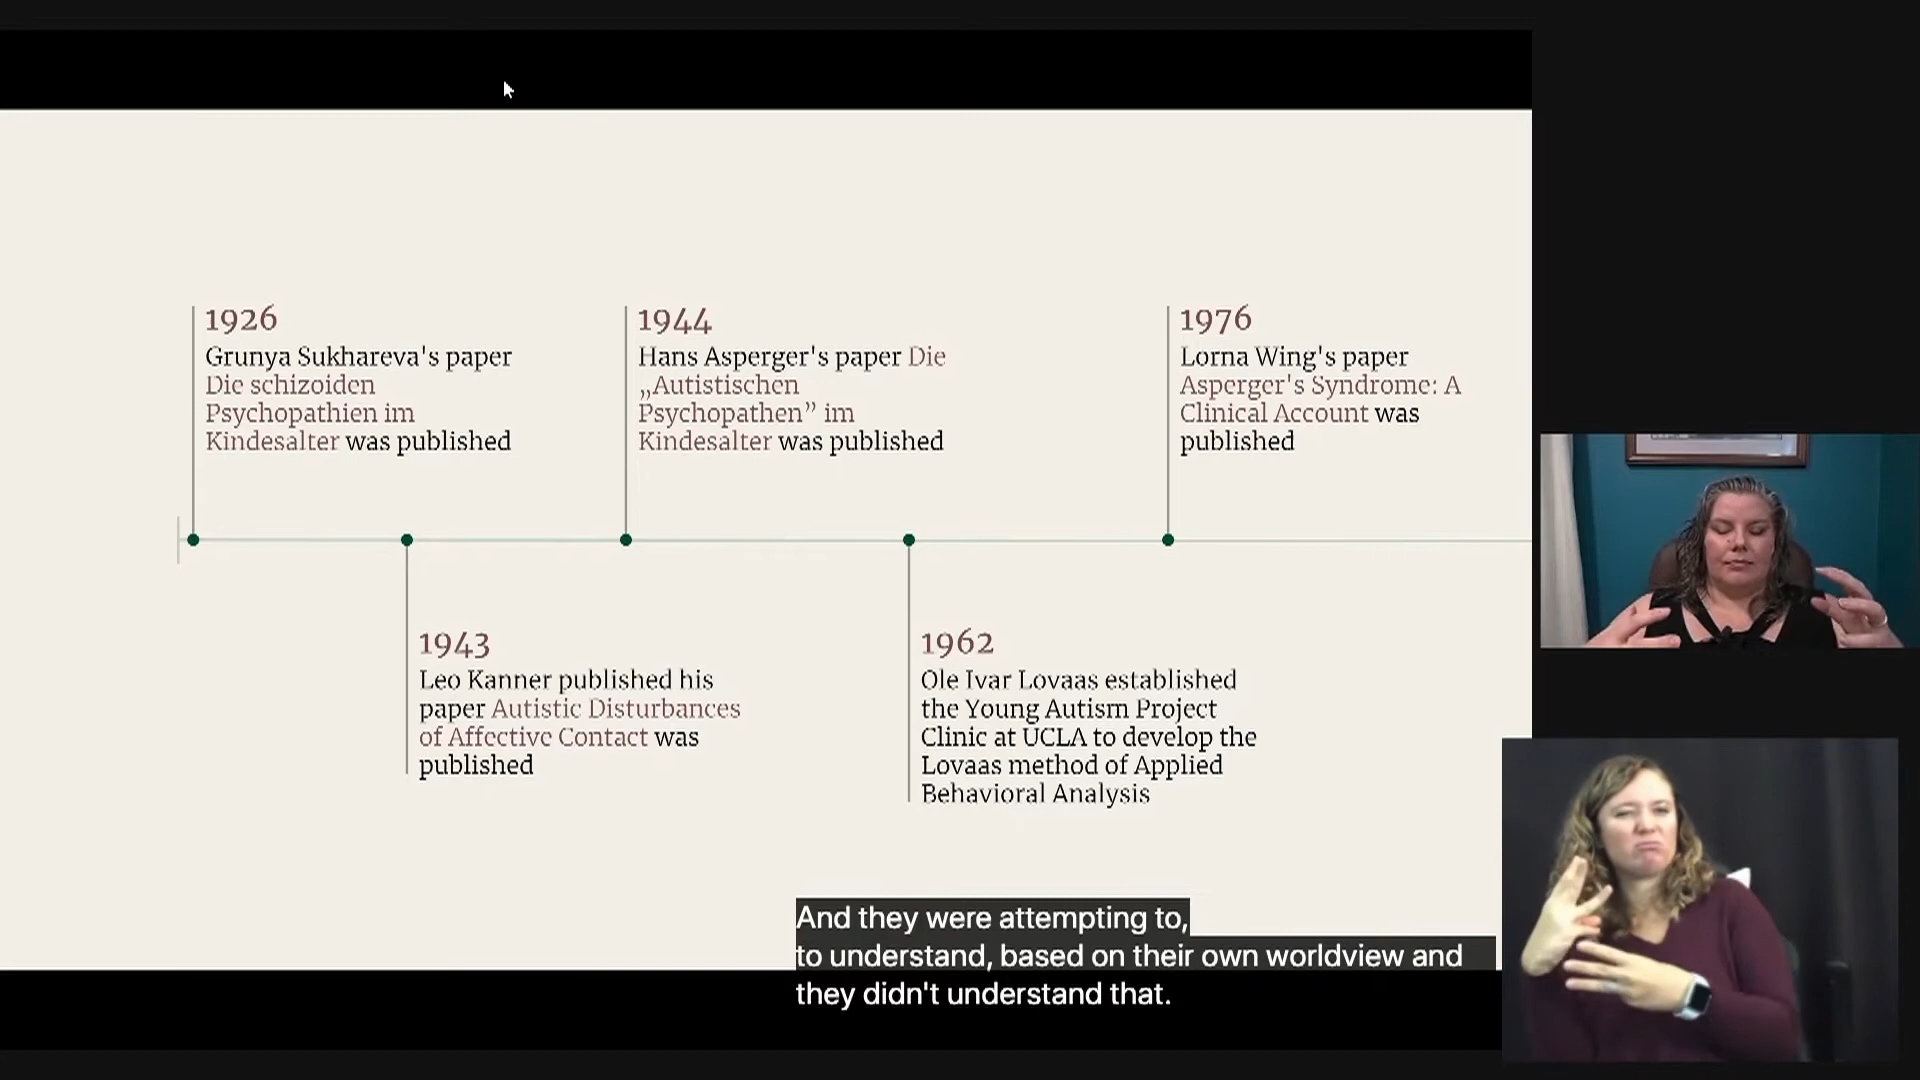 1926
Grunya Sukhareva's paper
Die schizoiden
Psychopathien im
Kindesalter was published
1944
Hans Asperger's paper Die
„Autistischen
Psychopathen” im
Kindesalter was published
1976
Lorna Wing's paper
Asperger's Syndrome: A
Clinical Account was
published
1943
Leo Kanner published his
paper Autistic Disturbances
of Affective Contact was
published
1962
Ole Ivar Lovaas established
the Young Autism Project
Clinic at UCLA to develop the
Lovaas method of Applied
Behavioral Analysis
And they were attempting to,
to understand, based on their own worldview and
they didn't understand that.